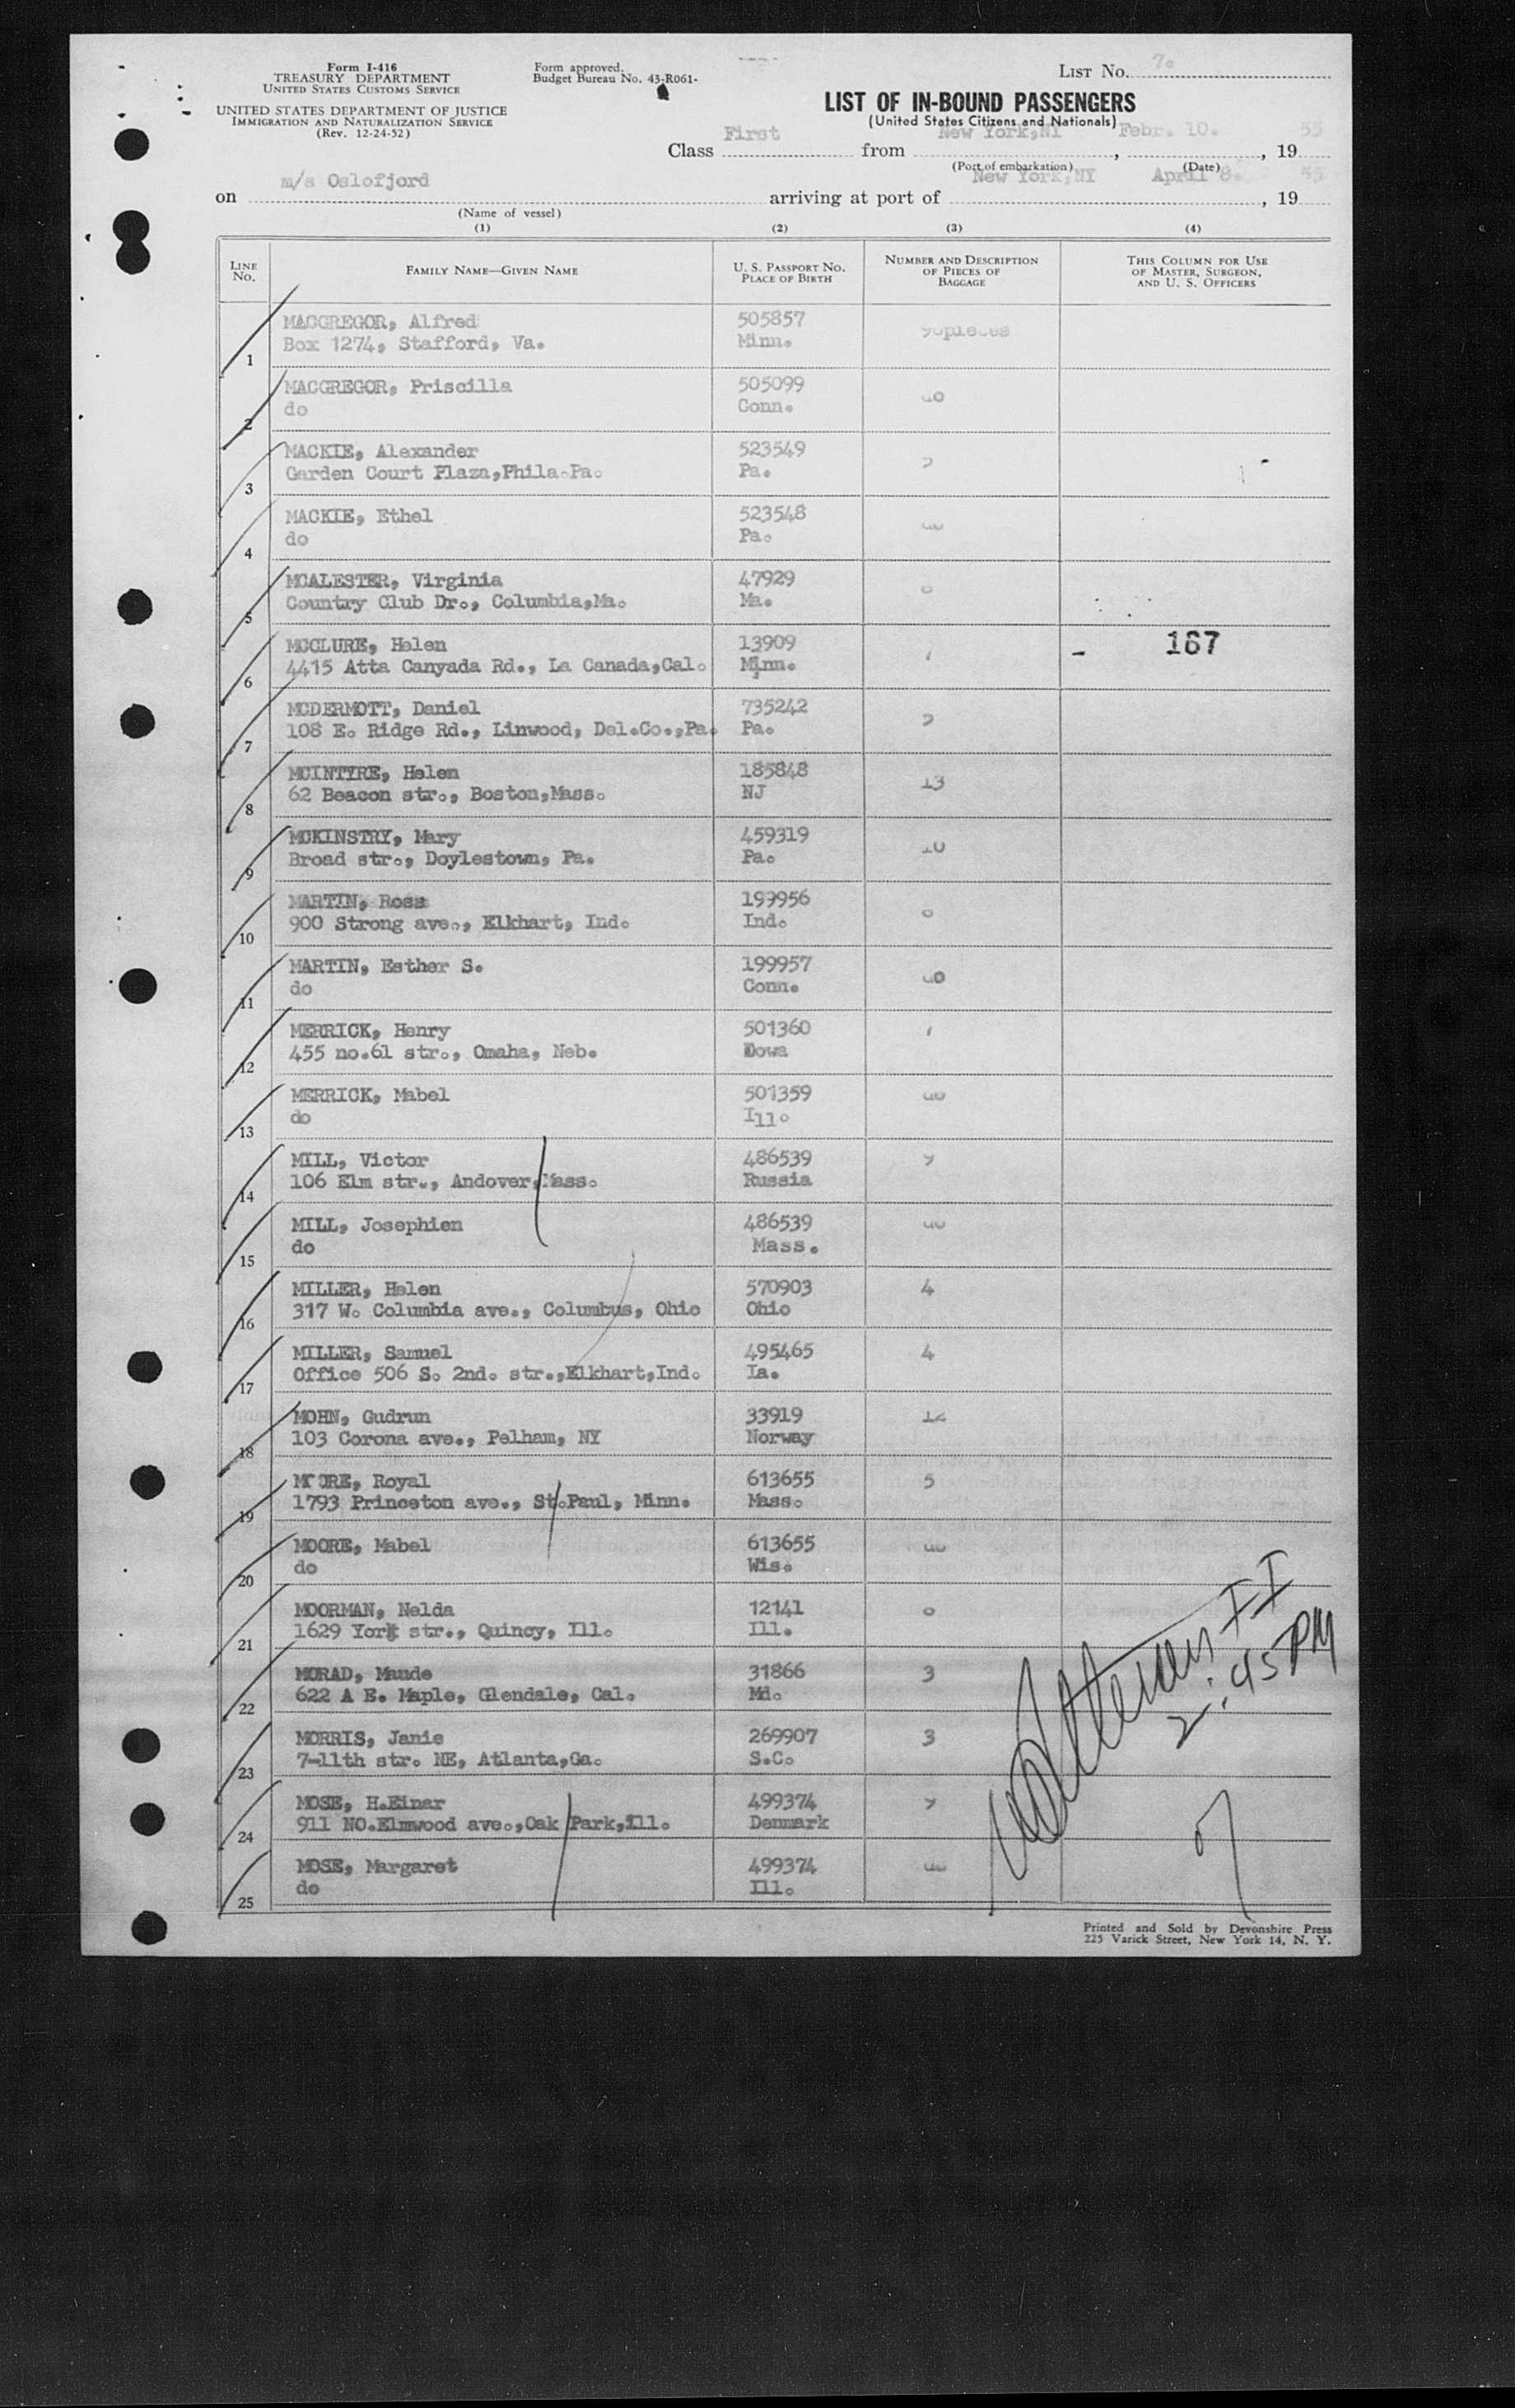 Form I-416
TREASURY DEPARTMENT
UNITED STATES CUSTOMS SERVICE
UNITED STATES DEPARTMENT OF JUSTICE
IMMIGRATION AND NATURALIZATION SERVICE
(Rev. 12-24-52)
Form approved.
Budget Bureau No. 43-R061-
LIST NO. 7.
LIST OF IN-BOUND PASSENGERS
(United States Citizens and Nationals)
Class First from New York,NY, Febr. 10., 19 55
(Port of embarkation) (Date)
on m/s Oslofjord arriving at port of New York,NY April 8., 19 55
(Name of vessel)
(1) (2) (3) (4)
LINE NO. FAMILY NAME—GIVEN NAME U. S. PASSPORT NO. PLACE OF BIRTH NUMBER AND DESCRIPTION OF PIECES OF BAGGAGE THIS COLUMN FOR USE OF MASTER, SURGEON, AND U. S. OFFICERS
MACGREGOR, Alfred 505857
1 Box 1274, Stafford, Va. Minn. pieces
MACGREGOR, Priscilla 505099 do
2 do Conn.
MACKIE, Alexander 523549
3 Garden Court Plaza,Phila.Pa. Pa.
MACKIE, Ethel 523548 do
4 do Pa.
MCALESTER, Virginia 47929
5 Country Club Dr., Columbia,Mo. Mo.
MCCLURE, Helen 13909 167
6 4415 Atta Canyada Rd., La Canada,Cal. Minn.
MCDERMOTT, Daniel 735242
7 108 E. Ridge Rd., Linwood, Del.Co.,Pa. Pa.
MCINTYRE, Helen 185848 13
8 62 Beacon str., Boston,Mass. NJ
MCKINSTRY, Mary 459319 10
9 Broad str., Doylestown, Pa. Pa.
MARTIN, Ross 199956
10 900 Strong ave., Elkhart, Ind. Ind.
MARTIN, Esther S. 199957 do
11 do Conn.
MERRICK, Henry 501360
12 455 no.61 str., Omaha, Neb. Iowa
MERRICK, Mabel 501359 do
13 do Ill.
MILL, Victor 486539
14 106 Elm str., Andover,Mass. Russia
MILL, Josephien 486539 do
15 do Mass.
MILLER, Helen 570903 4
16 317 W. Columbia ave., Columbus, Ohio Ohio
MILLER, Samuel 495465 4
17 Office 506 S. 2nd. str.,Elkhart,Ind. Ia.
MOHN, Gudrun 33919 12
18 103 Corona ave., Pelham, NY Norway
MOORE, Royal 613655 5
19 1793 Princeton ave., St.Paul, Minn. Mass.
MOORE, Mabel 613655 do
20 do Wis.
MOORMAN, Nelda 12141
21 1629 York str., Quincy, Ill. Ill.
MORAD, Maude 31866 3
22 622 A E. Maple, Glendale, Cal. Md.
MORRIS, Janie 269907 3
23 7-11th str. NE, Atlanta,Ga. S.C.
MOSE, H.Einar 499374
24 911 NO.Elmwood ave.,Oak Park,Ill. Denmark
MOSE, Margaret 499374 do
25 do Ill.
II
2:45 PM
Printed and Sold by Devonshire Press
225 Varick Street, New York 14, N. Y.